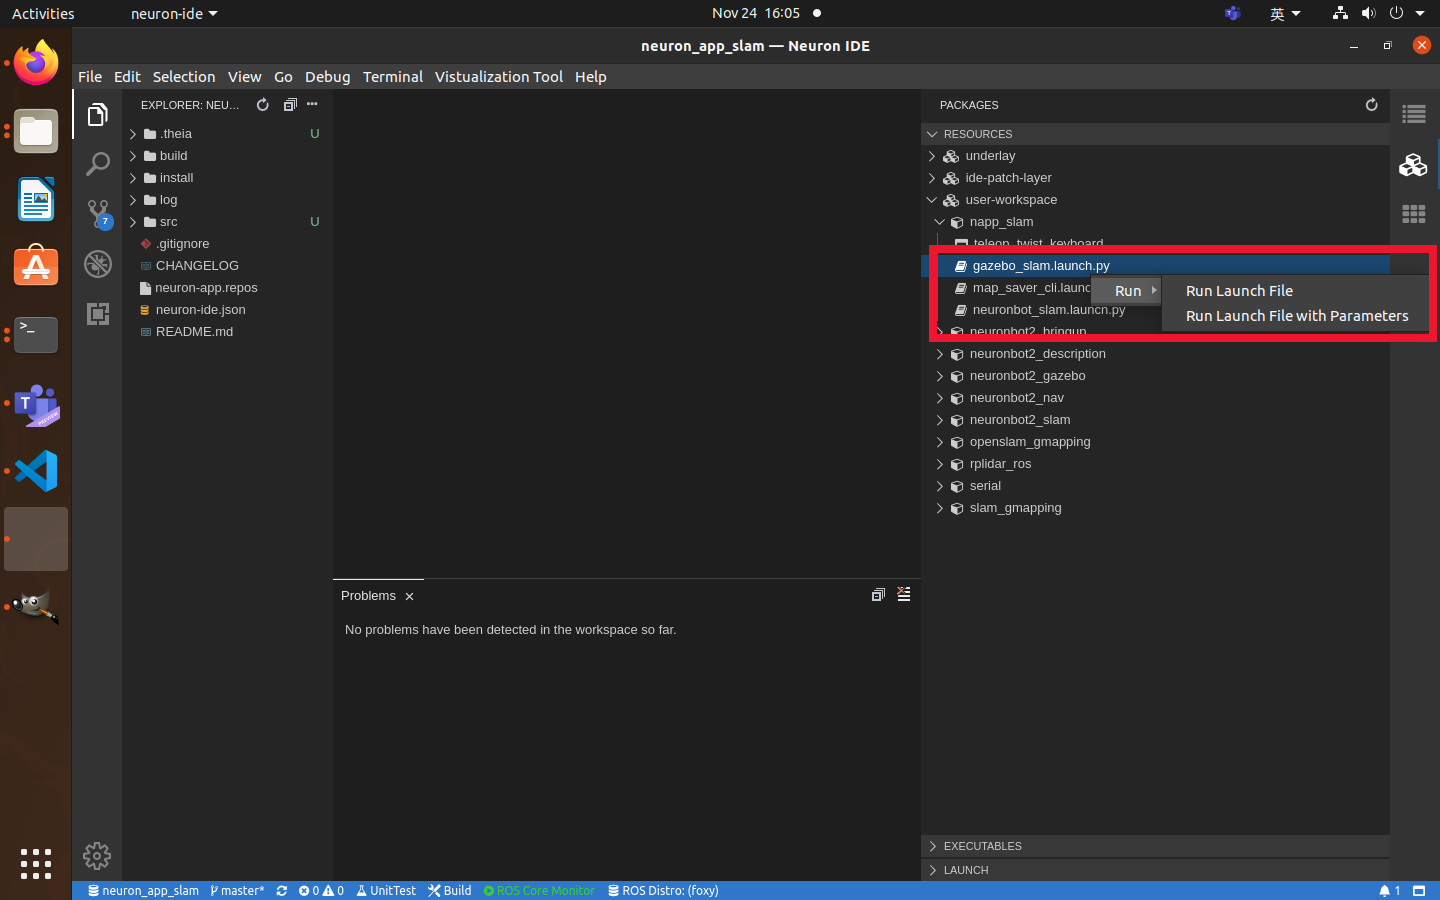 Activities
neuron-ide
Nov 24 16:05
英
neuron_app_slam — Neuron IDE
File Edit Selection View Go Debug Terminal Vistualization Tool Help
EXPLORER: NEU...
.theia U
build
install
log
src U
.gitignore
CHANGELOG
neuron-app.repos
neuron-ide.json
README.md
7
T
PREVIEW
>_
Problems
No problems have been detected in the workspace so far.
PACKAGES
RESOURCES
underlay
ide-patch-layer
user-workspace
napp_slam
teleop_twist_keyboard
gazebo_slam.launch.py
map_saver_cli.launc
neuronbot_slam.launch.py
Run
Run Launch File
Run Launch File with Parameters
neuronbot2_bringup
neuronbot2_description
neuronbot2_gazebo
neuronbot2_nav
neuronbot2_slam
openslam_gmapping
rplidar_ros
serial
slam_gmapping
EXECUTABLES
LAUNCH
neuron_app_slam master* 0 0 UnitTest Build ROS Core Monitor ROS Distro: (foxy) 1